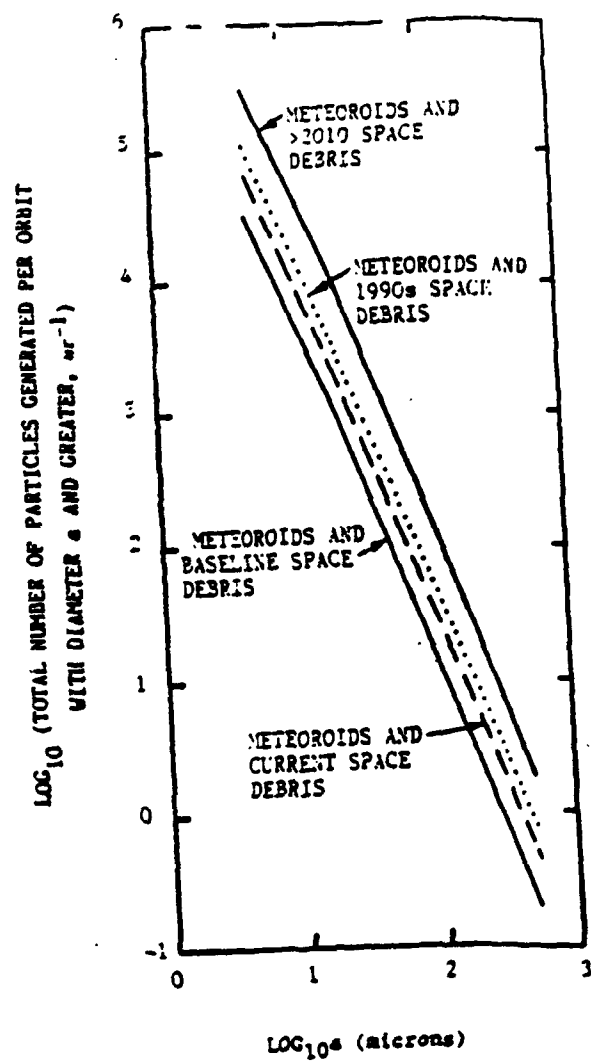 LOG10 (TOTAL NUMBER OF PARTICLES GENERATED PER ORBIT
WITH DIAMETER s AND GREATER, sr-1)
6
5
4
3
2
1
0
-1
0
1
2
3
METEOROIDS AND
>2010 SPACE
DEBRIS
METEOROIDS AND
1990s SPACE
DEBRIS
METEOROIDS AND
BASELINE SPACE
DEBRIS
METEOROIDS AND
CURRENT SPACE
DEBRIS
LOG10s (microns)